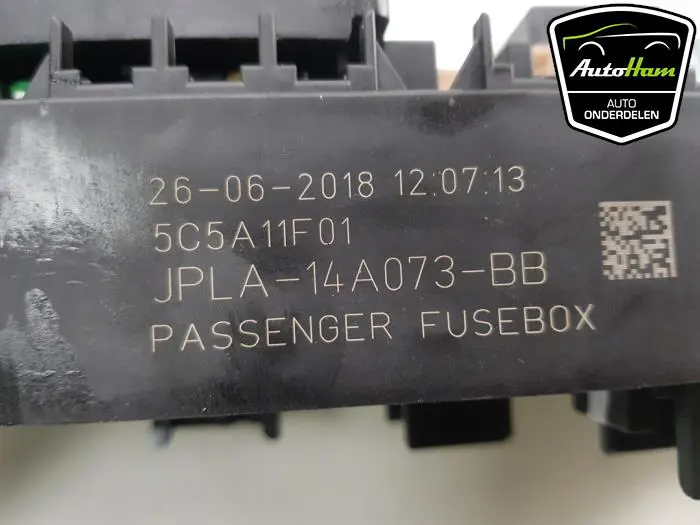 AutoHam
AUTO
ONDERDELEN
26-06-2018 12:07:13
5C5A11F01
JPLA-14A073-BB
PASSENGER FUSEBOX